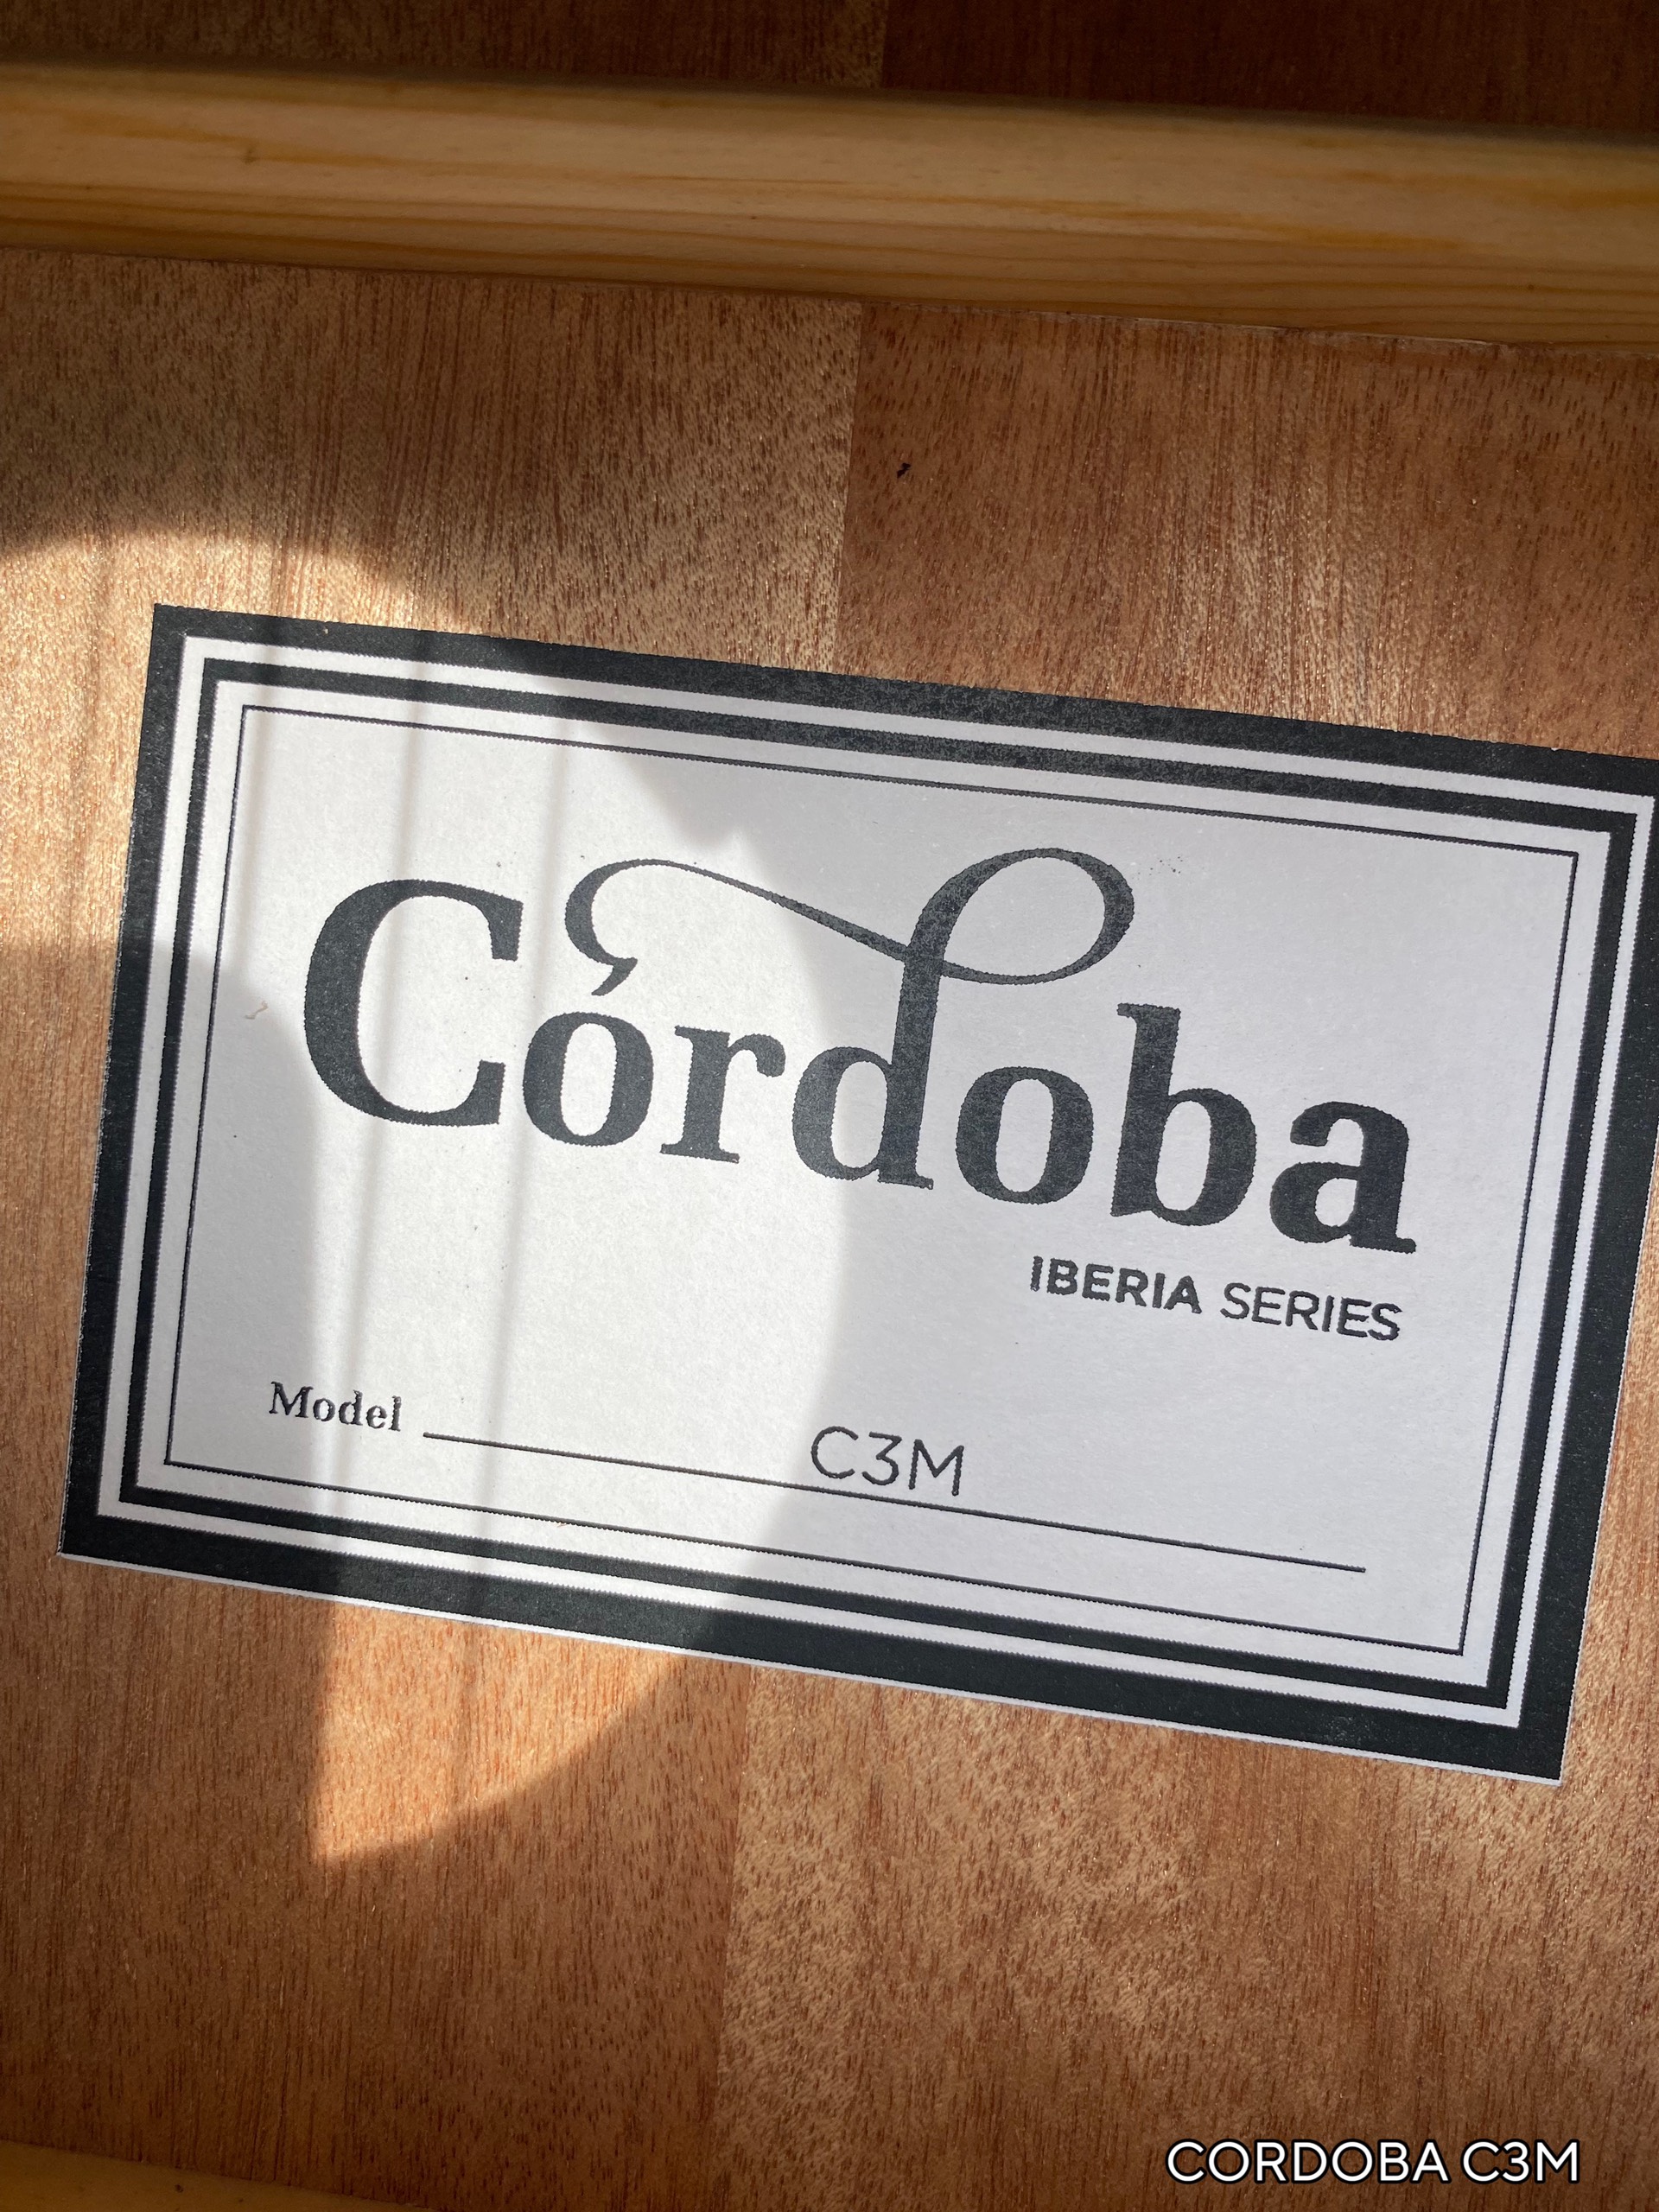 Córdoba
IBERIA SERIES
Model C3M
CORDOBA C3M